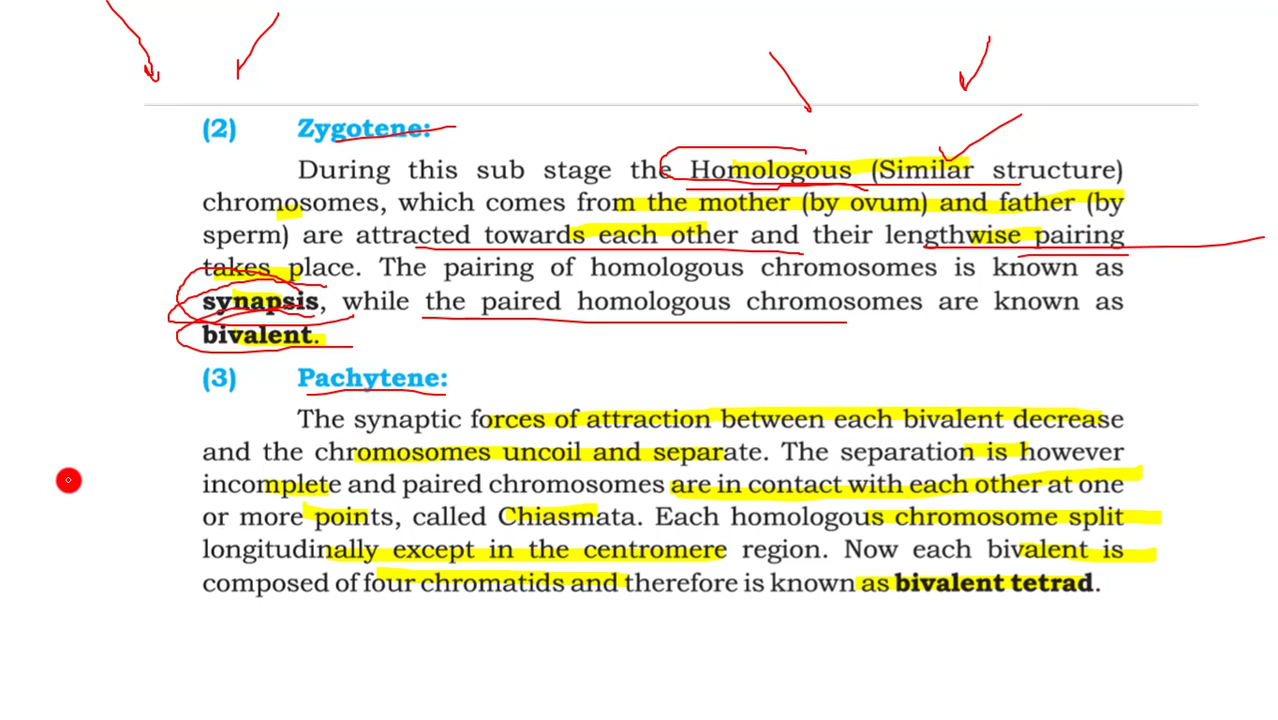 (2) Zygotene:
During this sub stage the Homologous (Similar structure)
chromosomes, which comes from the mother (by ovum) and father (by
sperm) are attracted towards each other and their lengthwise pairing
takes place. The pairing of homologous chromosomes is known as
synapsis, while the paired homologous chromosomes are known as
bivalent.
(3) Pachytene:
The synaptic forces of attraction between each bivalent decrease
and the chromosomes uncoil and separate. The separation is however
incomplete and paired chromosomes are in contact with each other at one
or more points, called Chiasmata. Each homologous chromosome split
longitudinally except in the centromere region. Now each bivalent is
composed of four chromatids and therefore is known as bivalent tetrad.